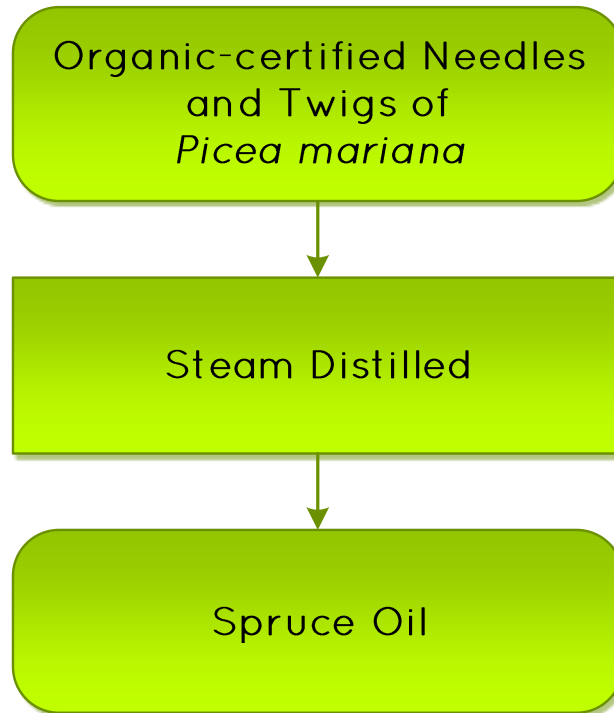 Organic-certified Needles
and Twigs of
Picea mariana
Steam Distilled
Spruce Oil